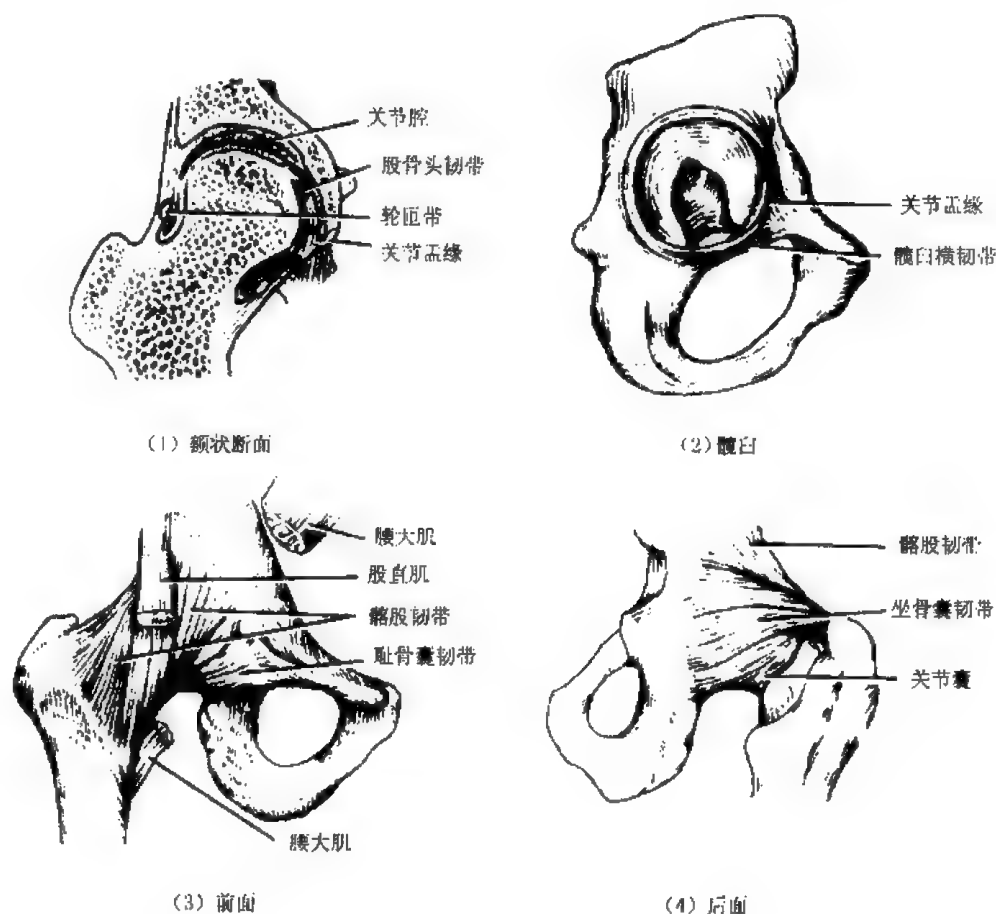 关节腔
股骨头韧带
轮匝带
关节盂缘
(1) 额状断面
关节盂缘
髋臼横韧带
(2) 髋臼
腰大肌
股直肌
髂股韧带
耻骨囊韧带
腰大肌
(3) 前面
髂股韧带
坐骨囊韧带
关节囊
(4) 后面